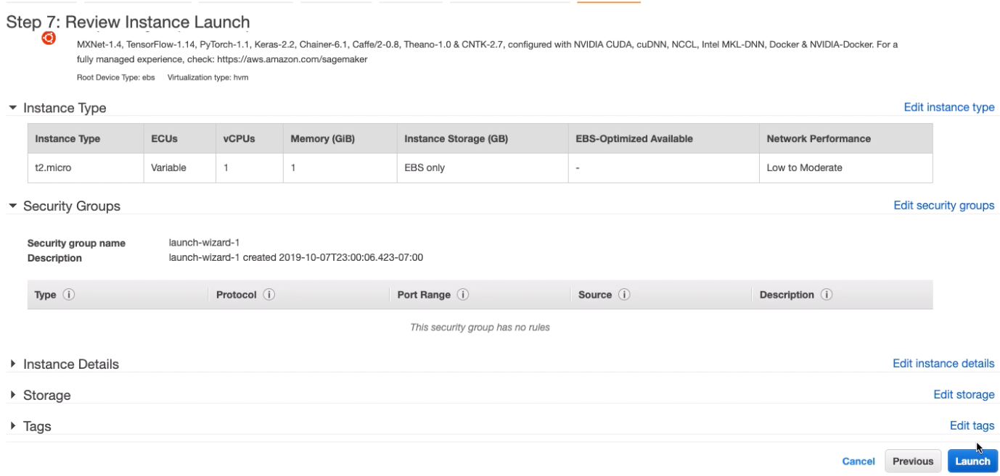 Step 7: Review Instance Launch
MXNet-1.4, TensorFlow-1.14, PyTorch-1.1, Keras-2.2, Chainer-6.1, Caffe/2-0.8, Theano-1.0 & CNTK-2.7, configured with NVIDIA CUDA, cuDNN, NCCL, Intel MKL-DNN, Docker & NVIDIA-Docker. For a
fully managed experience, check: https://aws.amazon.com/sagemaker
Root Device Type: ebs Virtualization type: hvm
Instance Type Edit instance type
Instance Type ECUs vCPUs Memory (GiB) Instance Storage (GB) EBS-Optimized Available Network Performance
t2.micro Variable 1 1 EBS only - Low to Moderate
Security Groups Edit security groups
Security group name launch-wizard-1
Description launch-wizard-1 created 2019-10-07T23:00:06.423-07:00
Type Protocol Port Range Source Description
This security group has no rules
Instance Details Edit instance details
Storage Edit storage
Tags Edit tags
Cancel Previous Launch